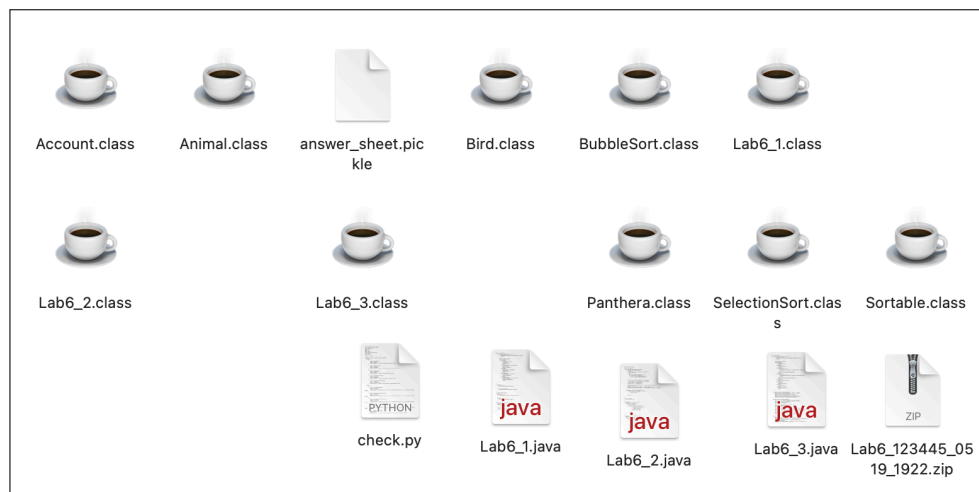 Account.class
Animal.class
answer_sheet.pic
kle
Bird.class
BubbleSort.class
Lab6_1.class
Lab6_2.class
Lab6_3.class
Panthera.class
SelectionSort.clas
s
Sortable.class
PYTHON
check.py
java
Lab6_1.java
java
Lab6_2.java
java
Lab6_3.java
ZIP
Lab6_123445_05
19_1922.zip